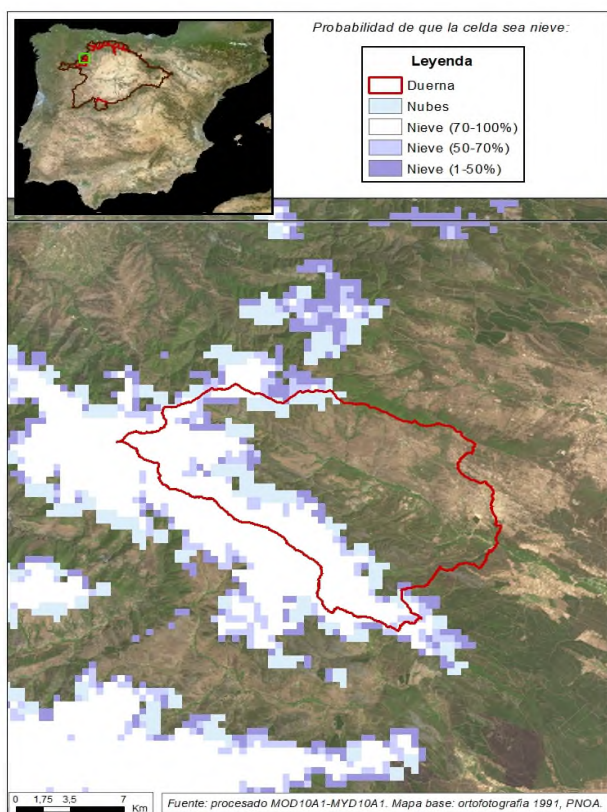 Probabilidad de que la celda sea nieve:
Leyenda
Duerna
Nubes
Nieve (70-100%)
Nieve (50-70%)
Nieve (1-50%)
0 1,75 3,5 7
Km
Fuente: procesado MOD10A1-MYD10A1. Mapa base: ortofotografia 1991, PNOA